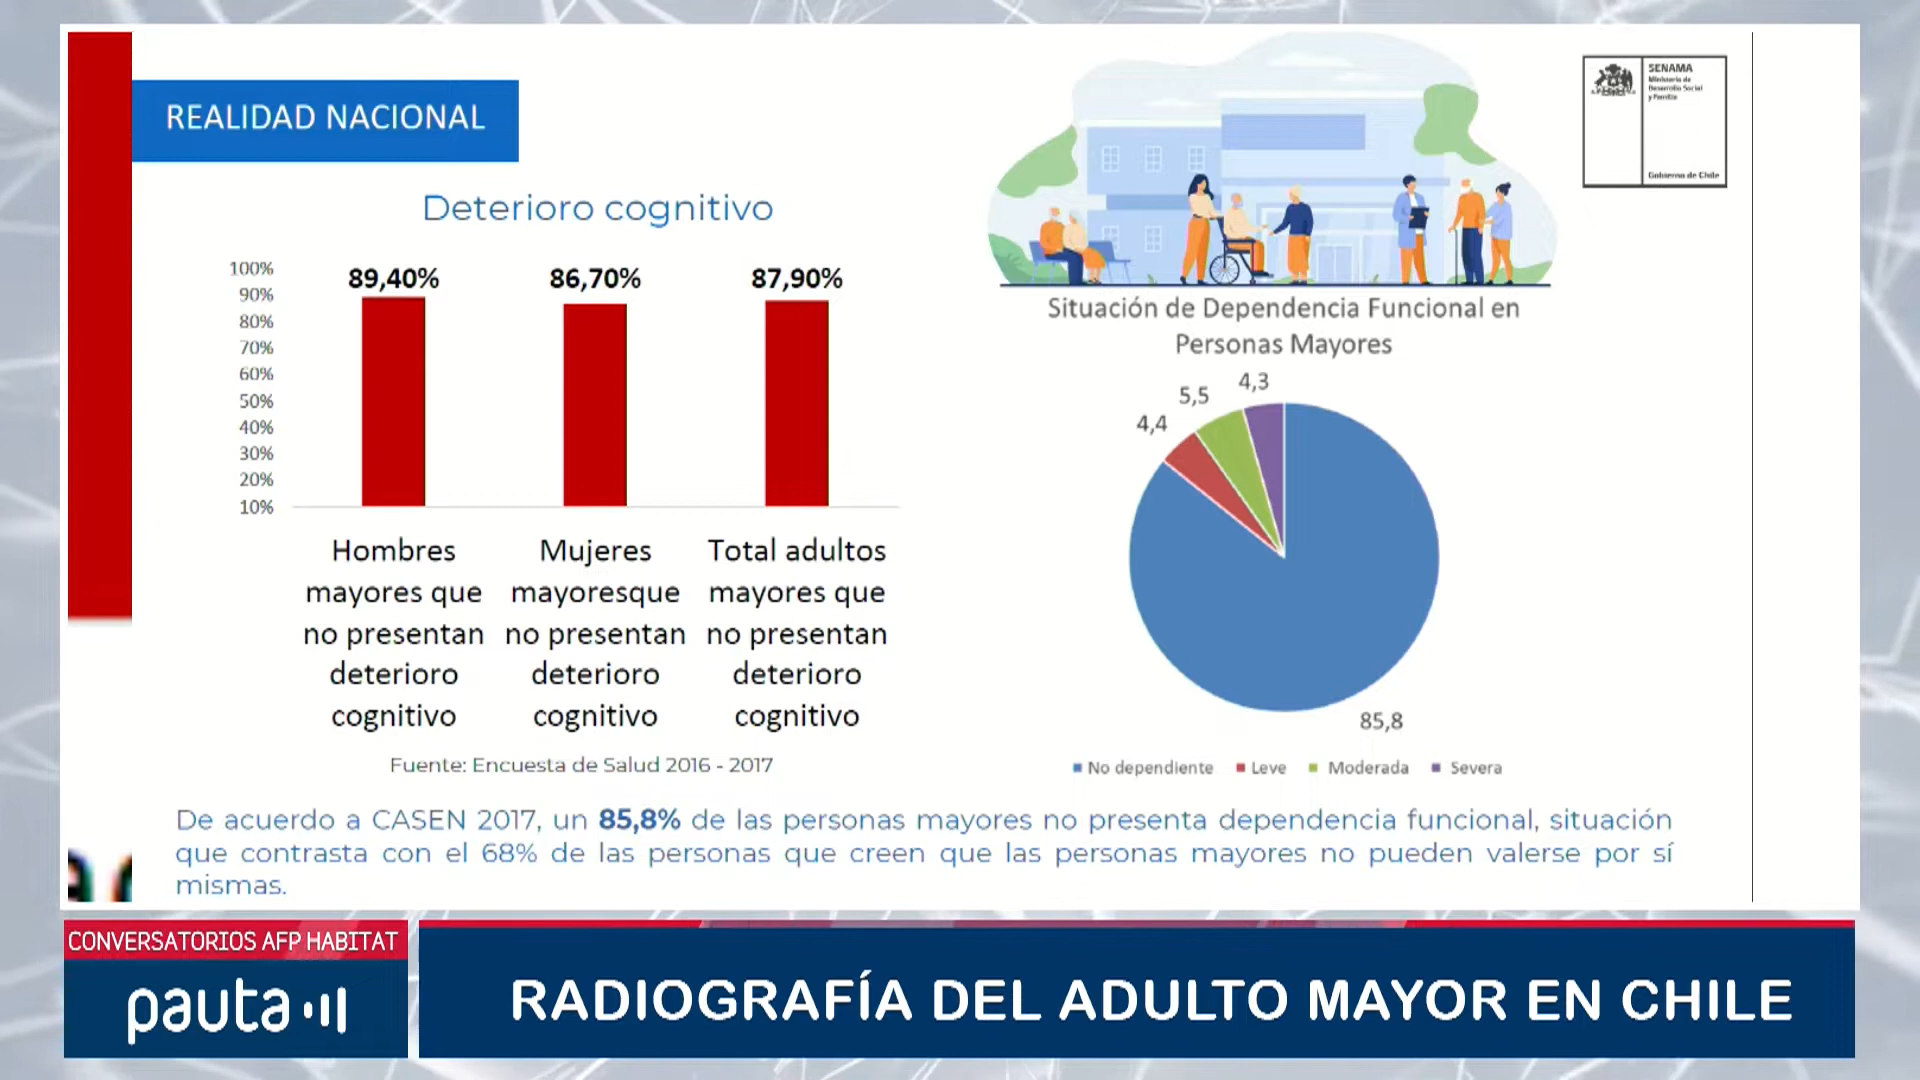 REALIDAD NACIONAL
SENAMA
Ministerio de
Desarrollo Social
y Familia
Gobierno de Chile
Deterioro cognitivo
100%
90%
80%
70%
60%
50%
40%
30%
20%
10%
89,40%
86,70%
87,90%
Hombres
mayores que
no presentan
deterioro
cognitivo
Mujeres
mayoresque
no presentan
deterioro
cognitivo
Total adultos
mayores que
no presentan
deterioro
cognitivo
Fuente: Encuesta de Salud 2016 - 2017
Situación de Dependencia Funcional en
Personas Mayores
4,4
5,5
4,3
85,8
No dependiente Leve Moderada Severa
De acuerdo a CASEN 2017, un 85,8% de las personas mayores no presenta dependencia funcional, situación
que contrasta con el 68% de las personas que creen que las personas mayores no pueden valerse por sí
mismas.
CONVERSATORIOS AFP HABITAT
pauta
RADIOGRAFÍA DEL ADULTO MAYOR EN CHILE